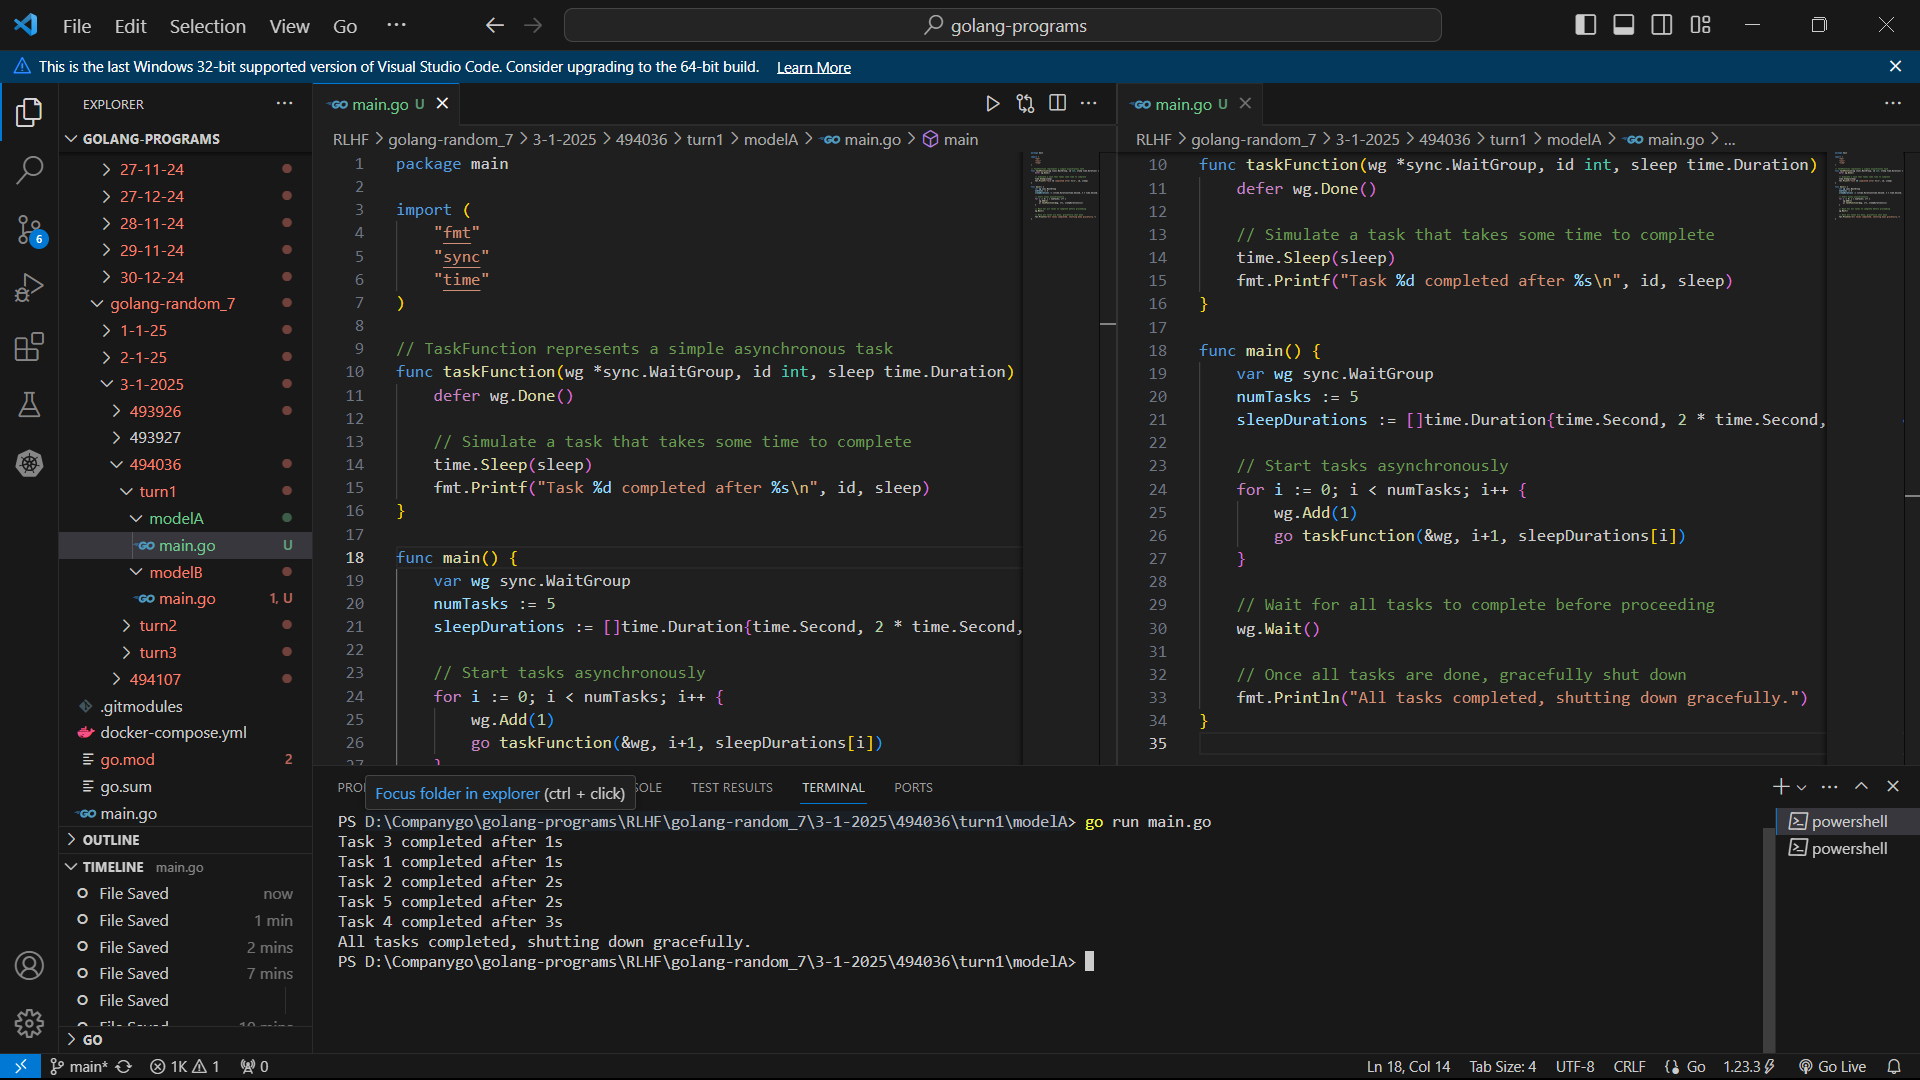 File Edit Selection View Go ···
golang-programs
This is the last Windows 32-bit supported version of Visual Studio Code. Consider upgrading to the 64-bit build. Learn More
EXPLORER
GOLANG-PROGRAMS
27-11-24
27-12-24
28-11-24
29-11-24
30-12-24
golang-random_7
1-1-25
2-1-25
3-1-2025
493926
493927
494036
turn1
modelA
main.go U
modelB
main.go 1, U
turn2
turn3
494107
.gitmodules
docker-compose.yml
go.mod 2
go.sum
main.go
OUTLINE
TIMELINE main.go
File Saved now
File Saved 1 min
File Saved 2 mins
File Saved 7 mins
File Saved
File Saved
GO
6
main.go U
RLHF > golang-random_7 > 3-1-2025 > 494036 > turn1 > modelA > main.go > main
1 package main
2
3 import (
4 "fmt"
5 "sync"
6 "time"
7 )
8
9 // TaskFunction represents a simple asynchronous task
10 func taskFunction(wg *sync.WaitGroup, id int, sleep time.Duration)
11 defer wg.Done()
12
13 // Simulate a task that takes some time to complete
14 time.Sleep(sleep)
15 fmt.Printf("Task %d completed after %s\n", id, sleep)
16 }
17
18 func main() {
19 var wg sync.WaitGroup
20 numTasks := 5
21 sleepDurations := []time.Duration{time.Second, 2 * time.Second,
22
23 // Start tasks asynchronously
24 for i := 0; i < numTasks; i++ {
25 wg.Add(1)
26 go taskFunction(&wg, i+1, sleepDurations[i])
27 }
main.go U
RLHF > golang-random_7 > 3-1-2025 > 494036 > turn1 > modelA > main.go > ...
10 func taskFunction(wg *sync.WaitGroup, id int, sleep time.Duration)
11 defer wg.Done()
12
13 // Simulate a task that takes some time to complete
14 time.Sleep(sleep)
15 fmt.Printf("Task %d completed after %s\n", id, sleep)
16 }
17
18 func main() {
19 var wg sync.WaitGroup
20 numTasks := 5
21 sleepDurations := []time.Duration{time.Second, 2 * time.Second,
22
23 // Start tasks asynchronously
24 for i := 0; i < numTasks; i++ {
25 wg.Add(1)
26 go taskFunction(&wg, i+1, sleepDurations[i])
27 }
28
29 // Wait for all tasks to complete before proceeding
30 wg.Wait()
31
32 // Once all tasks are done, gracefully shut down
33 fmt.Println("All tasks completed, shutting down gracefully.")
34 }
35
PRO SOLE TEST RESULTS TERMINAL PORTS
Focus folder in explorer (ctrl + click)
PS D:\Companygo\golang-programs\RLHF\golang-random_7\3-1-2025\494036\turn1\modelA> go run main.go
Task 3 completed after 1s
Task 1 completed after 1s
Task 2 completed after 2s
Task 5 completed after 2s
Task 4 completed after 3s
All tasks completed, shutting down gracefully.
PS D:\Companygo\golang-programs\RLHF\golang-random_7\3-1-2025\494036\turn1\modelA>
powershell
powershell
main* 1K 1 0
Ln 18, Col 14 Tab Size: 4 UTF-8 CRLF Go 1.23.3 Go Live